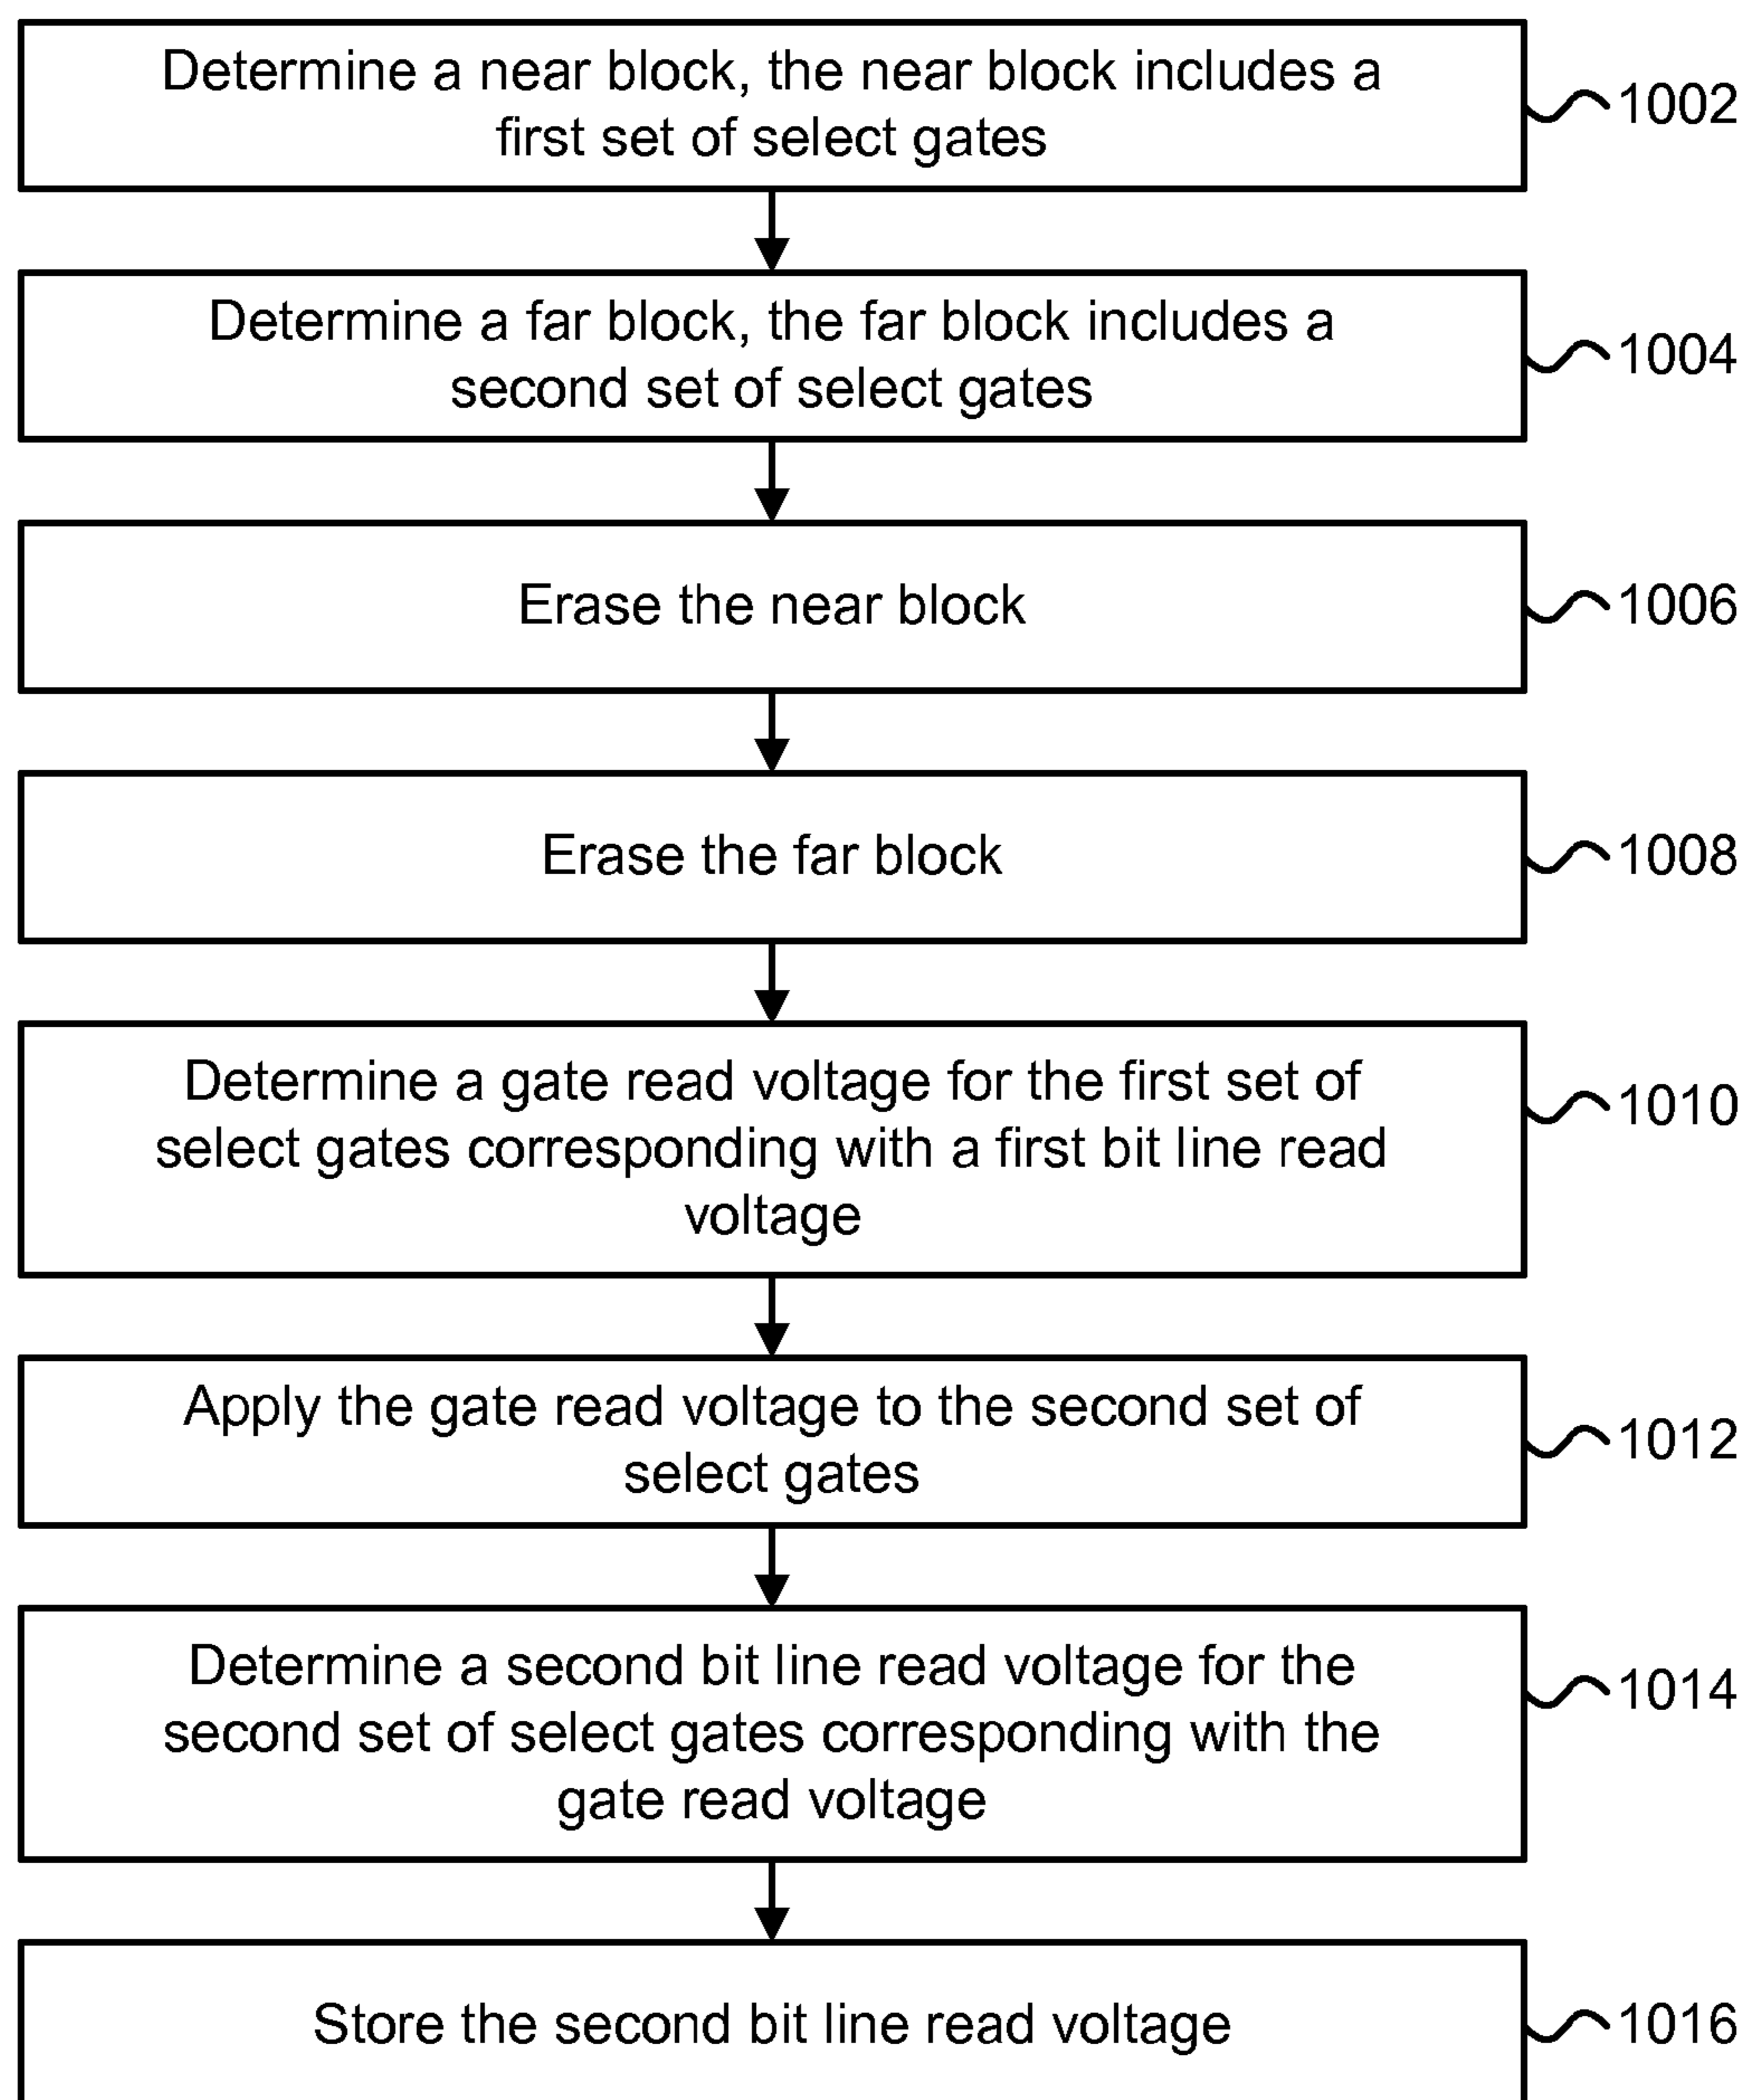 Determine a near block, the near block includes a
first set of select gates
1002
Determine a far block, the far block includes a
second set of select gates
1004
Erase the near block
1006
Erase the far block
1008
Determine a gate read voltage for the first set of
select gates corresponding with a first bit line read
voltage
1010
Apply the gate read voltage to the second set of
select gates
1012
Determine a second bit line read voltage for the
second set of select gates corresponding with the
gate read voltage
1014
Store the second bit line read voltage
1016